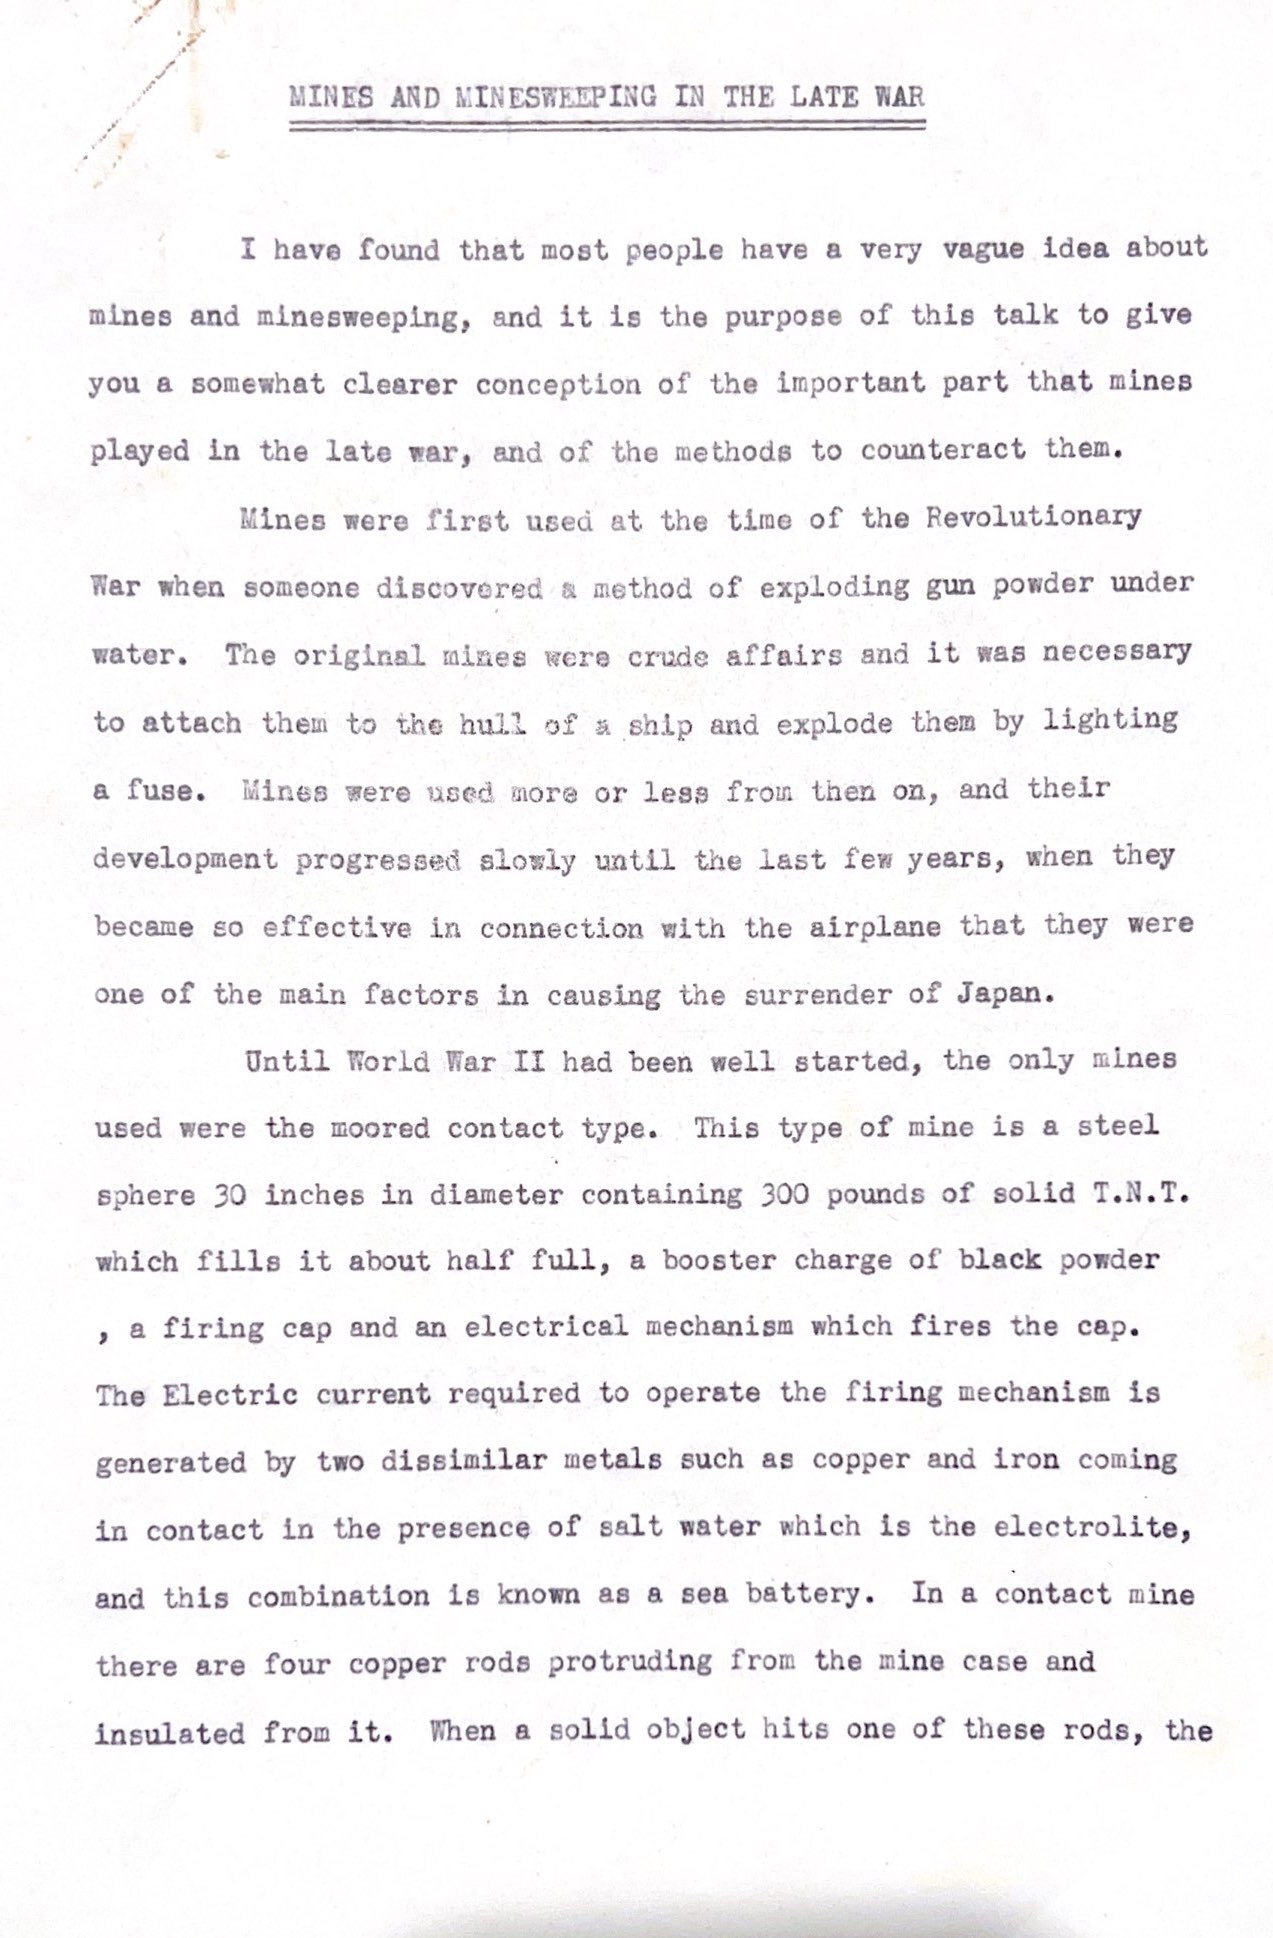 MINES AND MINESWEEPING IN THE LATE WAR
I have found that most people have a very vague idea about
mines and minesweeping, and it is the purpose of this talk to give
you a somewhat clearer conception of the important part that mines
played in the late war, and of the methods to counteract them.
Mines were first used at the time of the Revolutionary
War when someone discovered a method of exploding gun powder under
water. The original mines were crude affairs and it was necessary
to attach them to the hull of a ship and explode them by lighting
a fuse. Mines were used more or less from then on, and their
development progressed slowly until the last few years, when they
became so effective in connection with the airplane that they were
one of the main factors in causing the surrender of Japan.
Until World War II had been well started, the only mines
used were the moored contact type. This type of mine is a steel
sphere 30 inches in diameter containing 300 pounds of solid T.N.T.
which fills it about half full, a booster charge of black powder
, a firing cap and an electrical mechanism which fires the cap.
The Electric current required to operate the firing mechanism is
generated by two dissimilar metals such as copper and iron coming
in contact in the presence of salt water which is the electrolite,
and this combination is known as a sea battery. In a contact mine
there are four copper rods protruding from the mine case and
insulated from it. When a solid object hits one of these rods, the